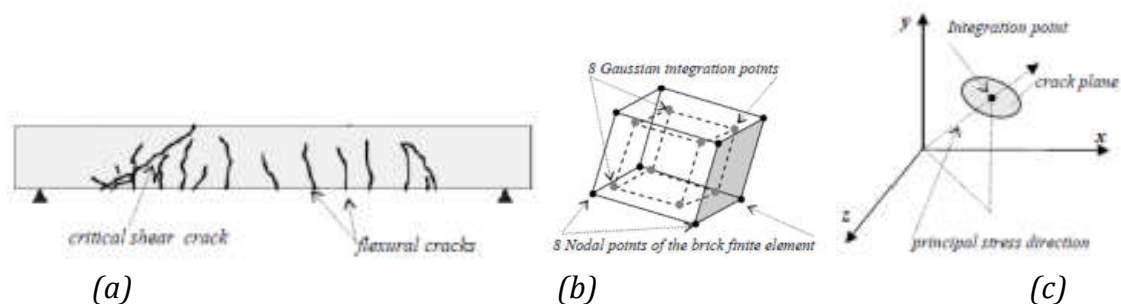 critical shear crack
flexural cracks
(a)
8 Gaussian integration points
8 Nodal points of the brick finite element
(b)
y
Integration point
crack plane
x
z
principal stress direction
(c)